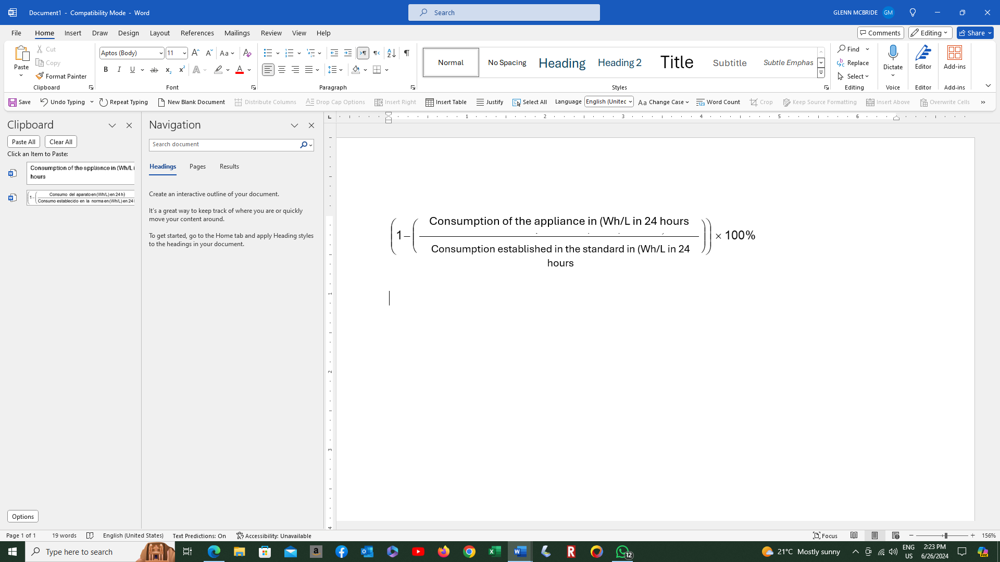 Document1 - Compatibility Mode - Word
Search
GLENN MCBRIDE GM
File Home Insert Draw Design Layout References Mailings Review View Help
Comments Editing Share
Paste
Cut
Copy
Format Painter
Clipboard
Aptos (Body) 11
Font
Paragraph
Normal No Spacing Heading Heading 2 Title Subtitle Subtle Emphas
Styles
Find
Replace
Select
Editing
Dictate
Voice
Editor
Editor
Add-ins
Add-ins
Save Undo Typing Repeat Typing New Blank Document Distribute Columns Drop Cap Options Insert Right Insert Table Justify Select All Language English (Unitec Change Case Word Count Crop Keep Source Formatting Insert Above Overwrite Cells
Clipboard
Paste All Clear All
Click an Item to Paste:
Consumption of the appliance in (Wh/L i
hours
(1−( Consumo del aparato en (Wh/L) en 24 h)
Consumo establecido en la norma en (Wh/L) en 24
Options
Navigation
Search document
Headings Pages Results
Create an interactive outline of your document.
It's a great way to keep track of where you are or quickly
move your content around.
To get started, go to the Home tab and apply Heading styles
to the headings in your document.
1 2 3 4 5 6
Consumption of the appliance in (Wh/L in 24 hours
(1−( )) × 100%
Consumption established in the standard in (Wh/L in 24
hours
1
2
3
4
Page 1 of 1 19 words English (United States) Text Predictions: On Accessibility: Unavailable
Focus 156%
Type here to search
12
21°C Mostly sunny
ENG
US
2:23 PM
6/26/2024
PRE